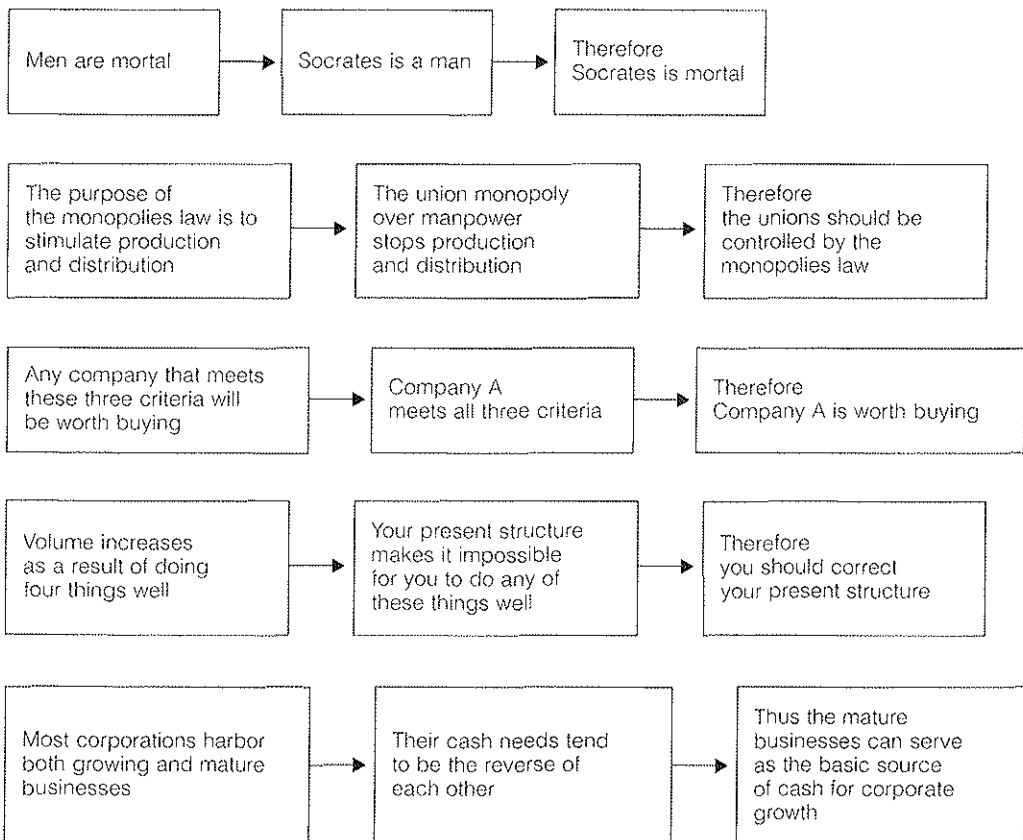 Men are mortal
Socrates is a man
Therefore
Socrates is mortal
The purpose of
the monopolies law is to
stimulate production
and distribution
The union monopoly
over manpower
stops production
and distribution
Therefore
the unions should be
controlled by the
monopolies law
Any company that meets
these three criteria will
be worth buying
Company A
meets all three criteria
Therefore
Company A is worth buying
Volume increases
as a result of doing
four things well
Your present structure
makes it impossible
for you to do any of
these things well
Therefore
you should correct
your present structure
Most corporations harbor
both growing and mature
businesses
Their cash needs tend
to be the reverse of
each other
Thus the mature
businesses can serve
as the basic source
of cash for corporate
growth